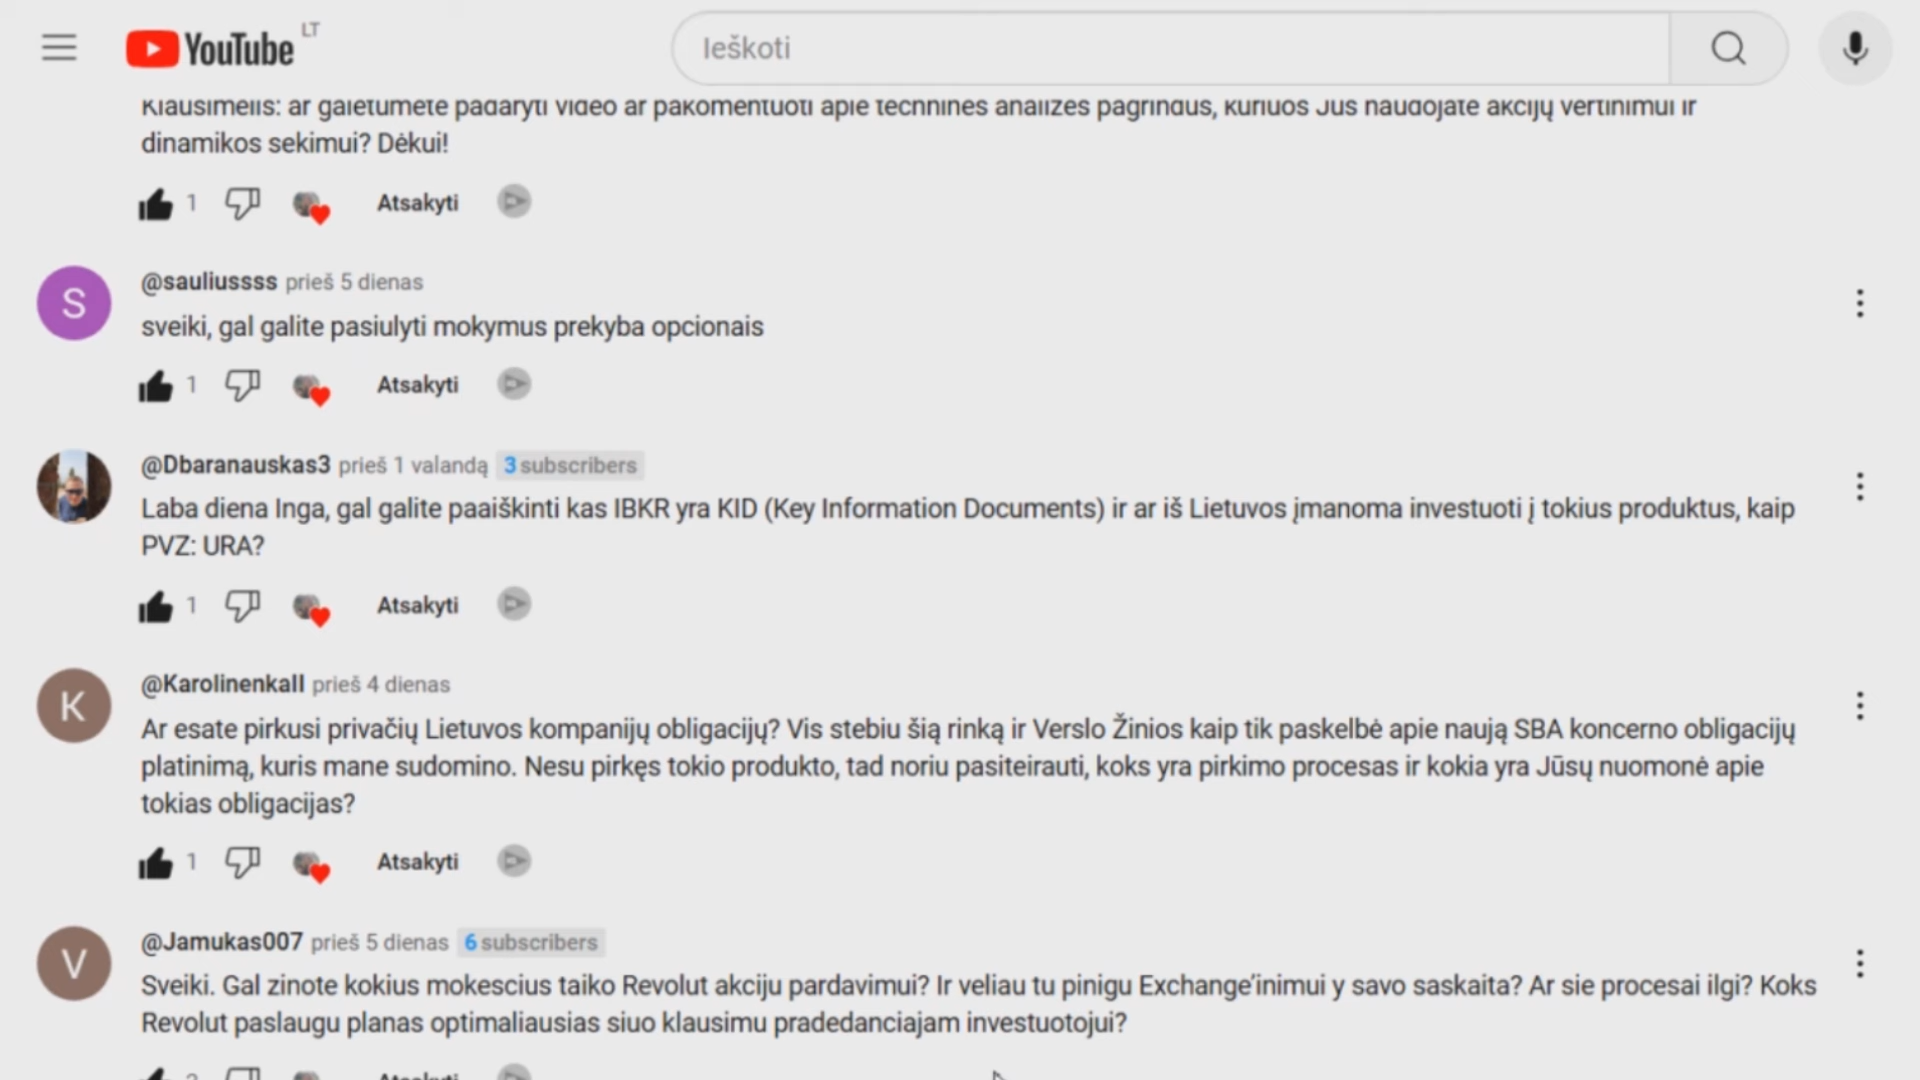 YouTube LT
Ieškoti
Klausimėlis: ar galėtumėte padaryti video ar pakomentuoti apie techninės analizės pagrindus, kuriuos Jūs naudojate akcijų vertinimui ir
dinamikos sekimui? Dėkui!
1 Atsakyti
S
@sauliussss prieš 5 dienas
sveiki, gal galite pasiulyti mokymus prekyba opcionais
1 Atsakyti
@Dbaranauskas3 prieš 1 valandą 3 subscribers
Laba diena Inga, gal galite paaiškinti kas IBKR yra KID (Key Information Documents) ir ar iš Lietuvos įmanoma investuoti į tokius produktus, kaip
PVZ: URA?
1 Atsakyti
K
@Karolinenkall prieš 4 dienas
Ar esate pirkusi privačių Lietuvos kompanijų obligacijų? Vis stebiu šią rinką ir Verslo Žinios kaip tik paskelbė apie naują SBA koncerno obligacijų
platinimą, kuris mane sudomino. Nesu pirkęs tokio produkto, tad noriu pasiteirauti, koks yra pirkimo procesas ir kokia yra Jūsų nuomonė apie
tokias obligacijas?
1 Atsakyti
V
@Jamukas007 prieš 5 dienas 6 subscribers
Sveiki. Gal zinote kokius mokescius taiko Revolut akciju pardavimui? Ir veliau tu pinigu Exchange'inimui y savo saskaita? Ar sie procesai ilgi? Koks
Revolut paslaugu planas optimaliausias siuo klausimu pradedanciajam investuotojui?
Atsakyti